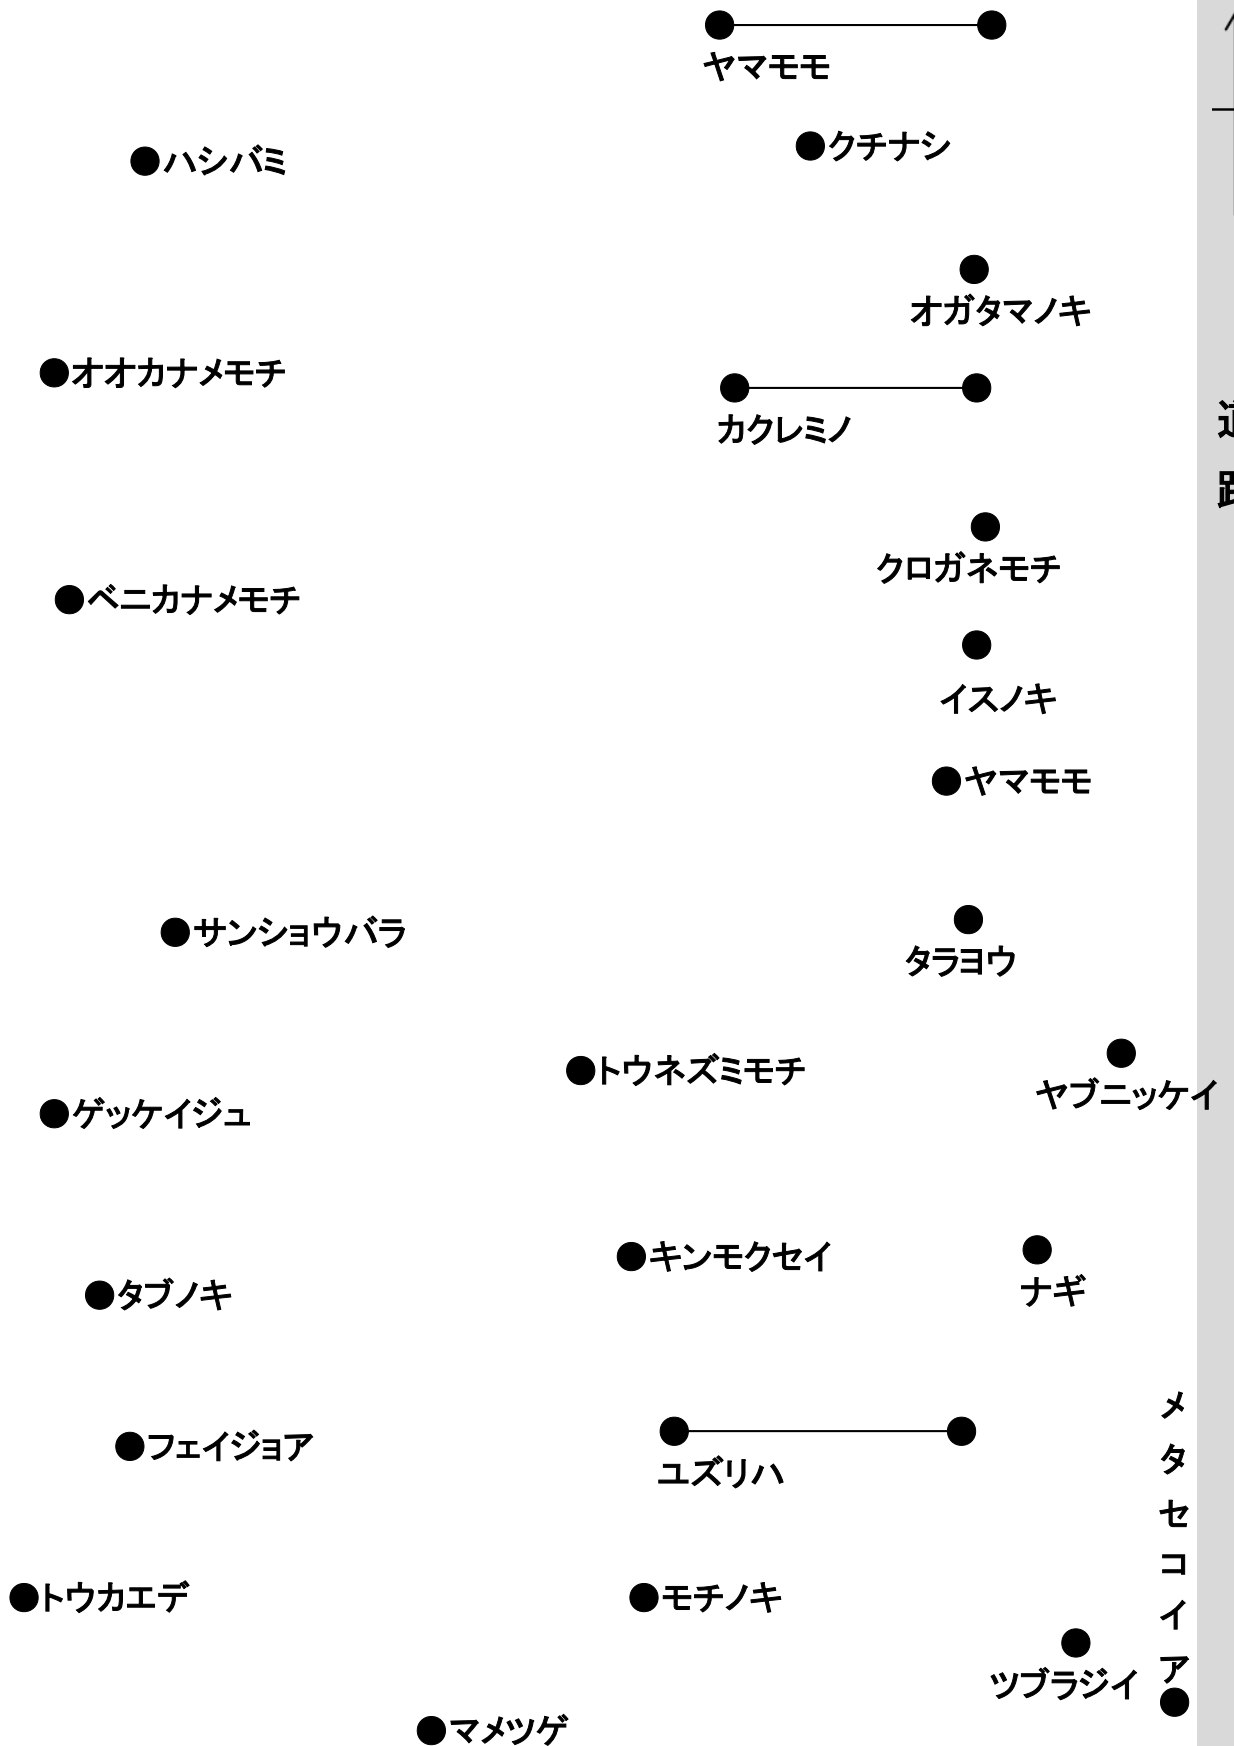 ヤマモモ
クチナシ
ハシバミ
オガタマノキ
オオカナメモチ
カクレミノ
クロガネモチ
ベニカナメモチ
イスノキ
ヤマモモ
サンショウバラ
タラヨウ
トウネズミモチ
ヤブニッケイ
ゲッケイジュ
キンモクセイ
ナギ
タブノキ
フェイジョア
ユズリハ
メタセコイア
トウカエデ
モチノキ
ツブラジイ
マメツゲ